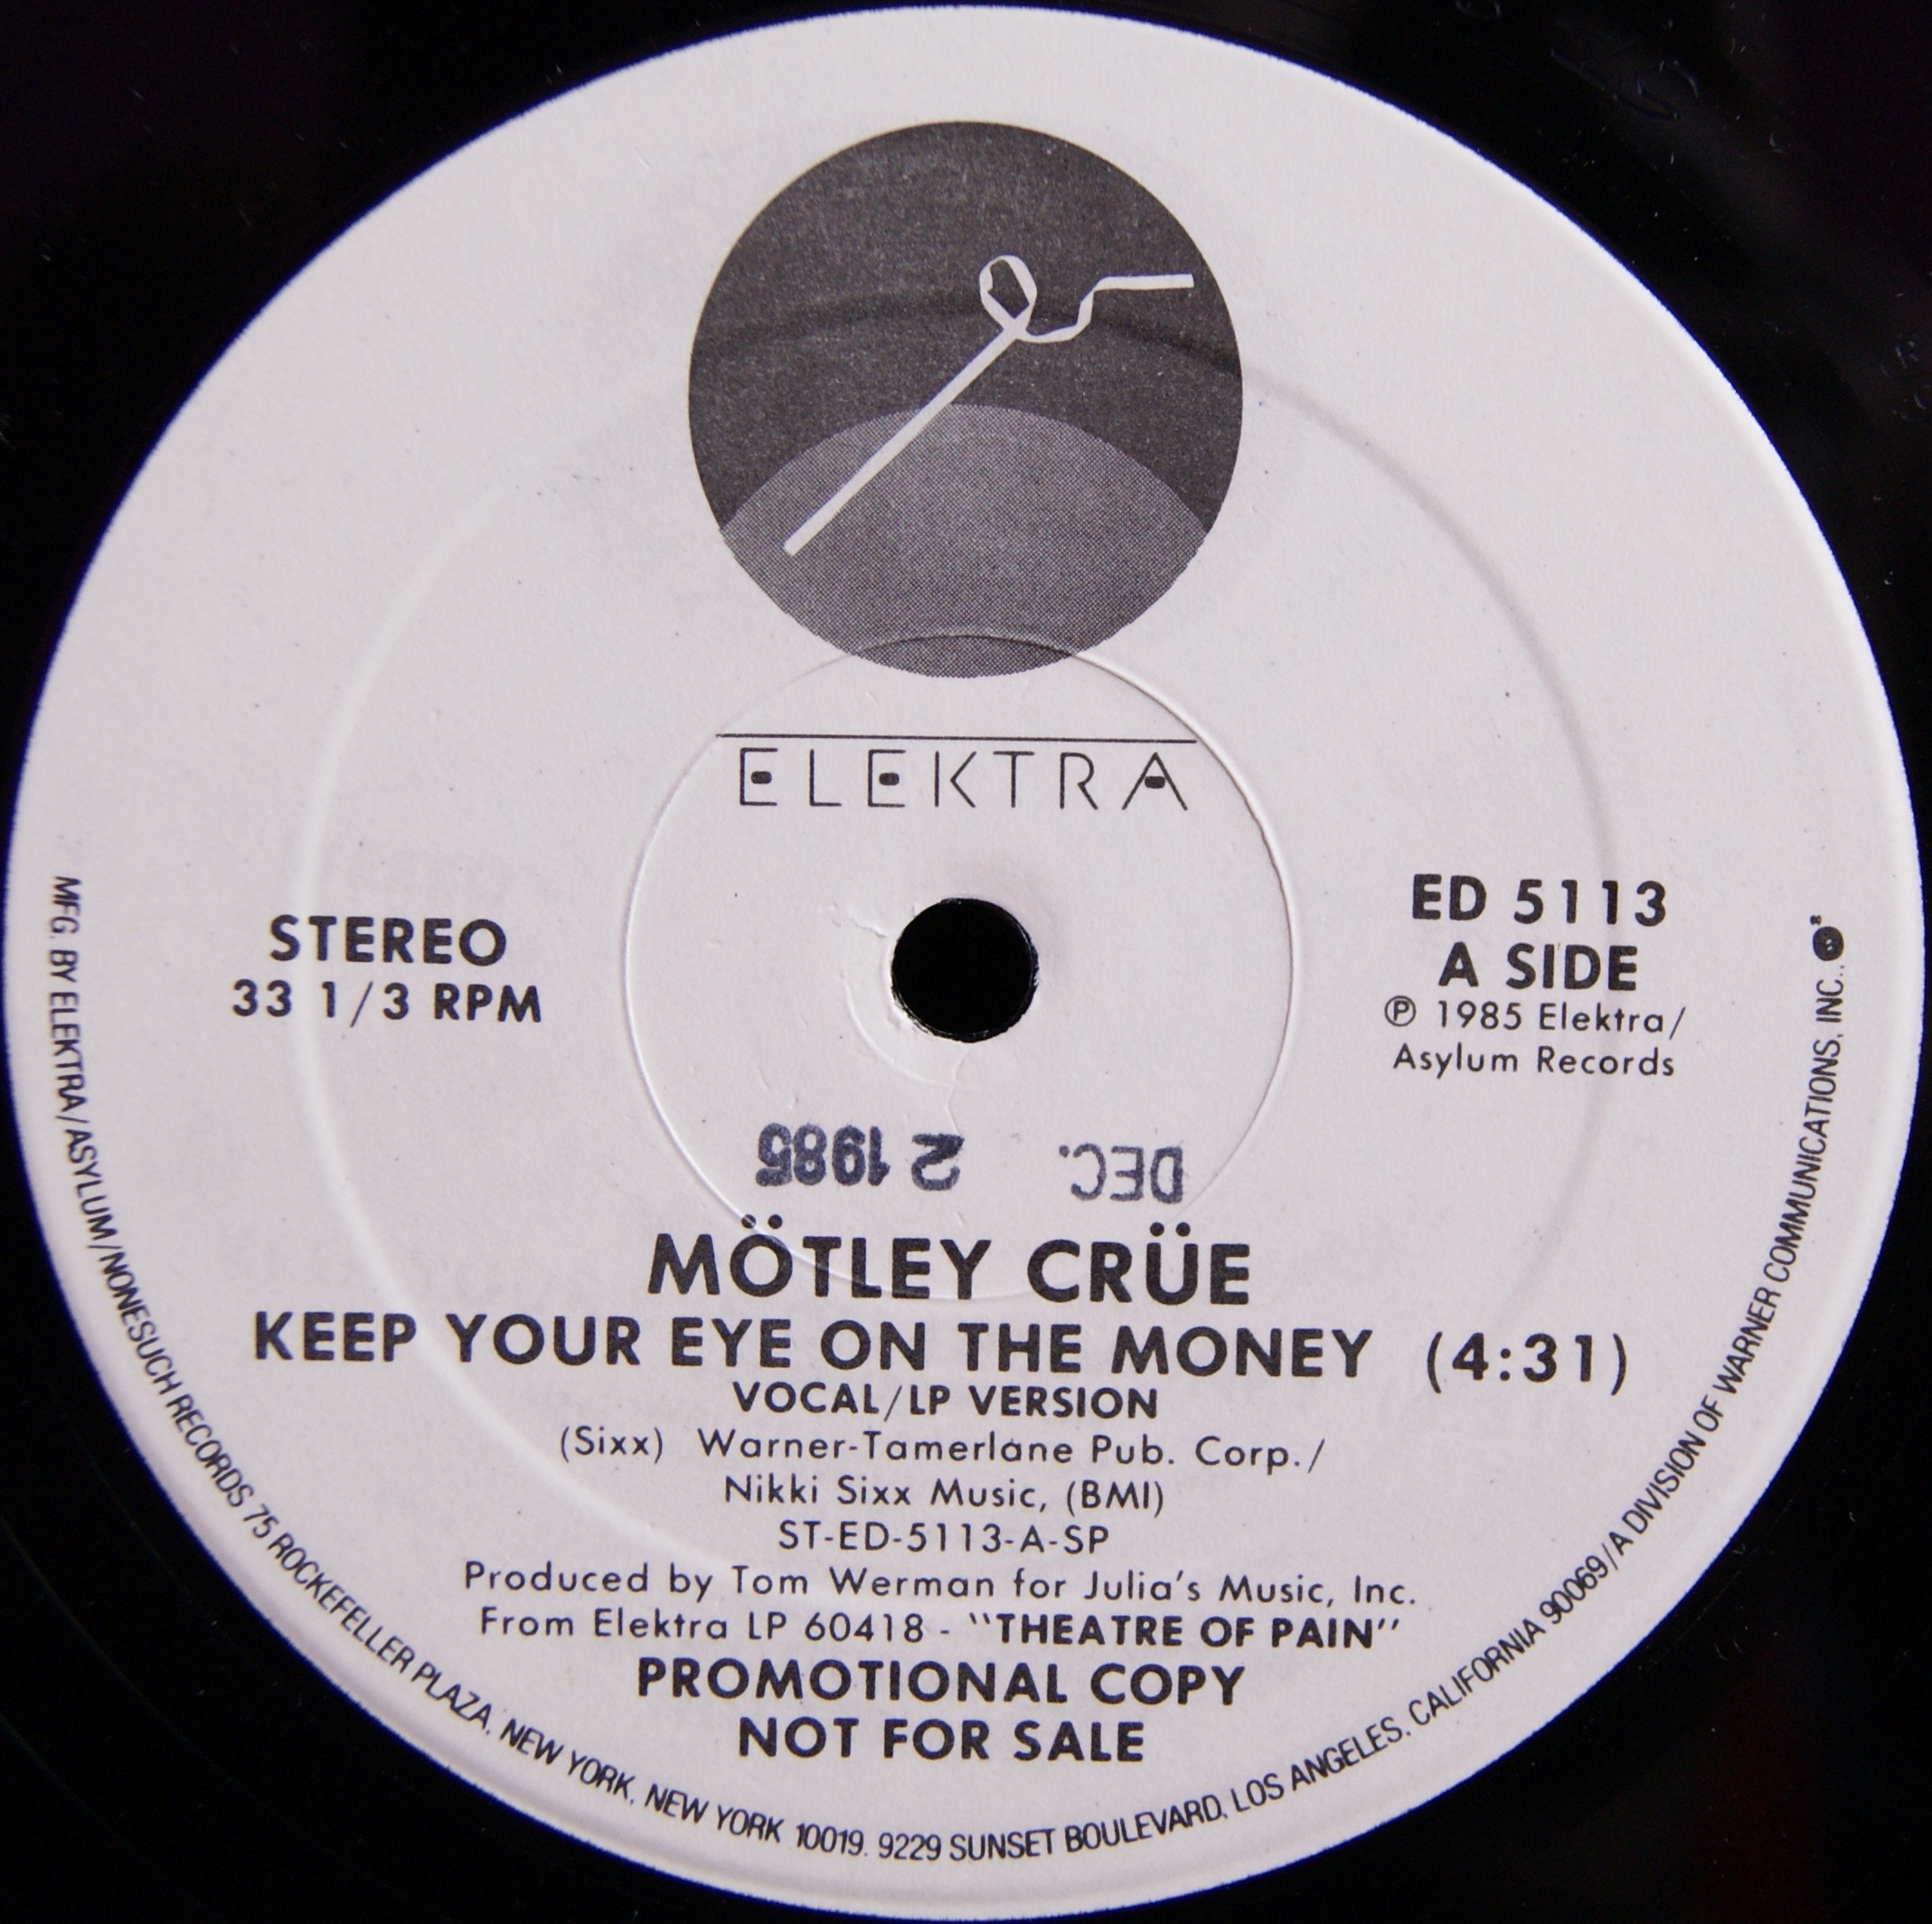 ELEKTRA
STEREO
33 1/3 RPM
ED 5113
A SIDE
℗ 1985 Elektra/
Asylum Records
DEC. 2 1985
MÖTLEY CRÜE
KEEP YOUR EYE ON THE MONEY (4:31)
VOCAL/LP VERSION
(Sixx) Warner-Tamerlane Pub. Corp./
Nikki Sixx Music, (BMI)
ST-ED-5113-A-SP
Produced by Tom Werman for Julia's Music, Inc.
From Elektra LP 60418 - "THEATRE OF PAIN"
PROMOTIONAL COPY
NOT FOR SALE
MFG. BY ELEKTRA/ASYLUM/NONESUCH RECORDS 75 ROCKEFELLER PLAZA, NEW YORK, NEW YORK 10019. 9229 SUNSET BOULEVARD, LOS ANGELES, CALIFORNIA 90069/A DIVISION OF WARNER COMMUNICATIONS, INC..